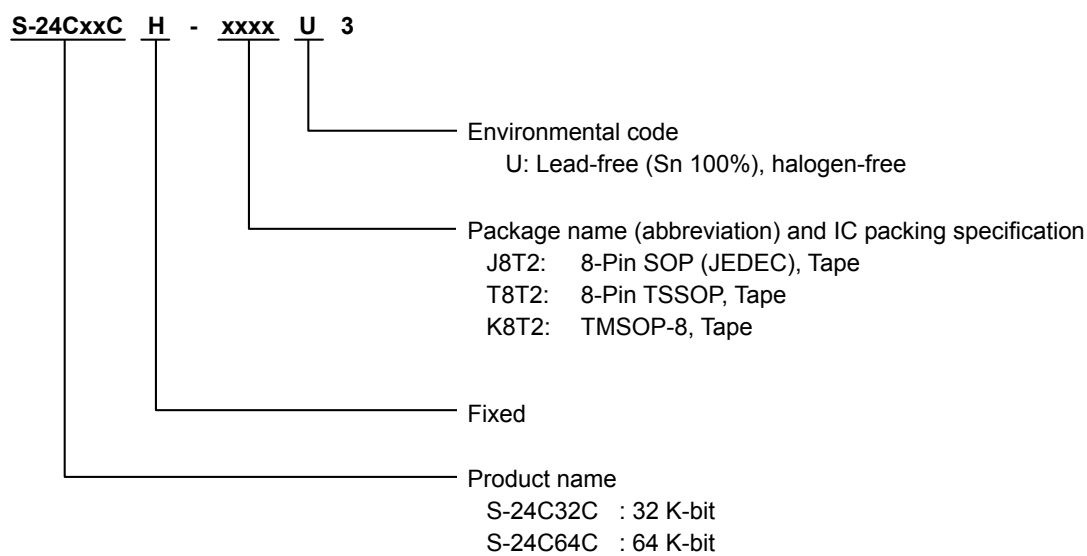 S-24CxxC H - xxxx U 3
Environmental code
U: Lead-free (Sn 100%), halogen-free
Package name (abbreviation) and IC packing specification
J8T2: 8-Pin SOP (JEDEC), Tape
T8T2: 8-Pin TSSOP, Tape
K8T2: TMSOP-8, Tape
Fixed
Product name
S-24C32C : 32 K-bit
S-24C64C : 64 K-bit